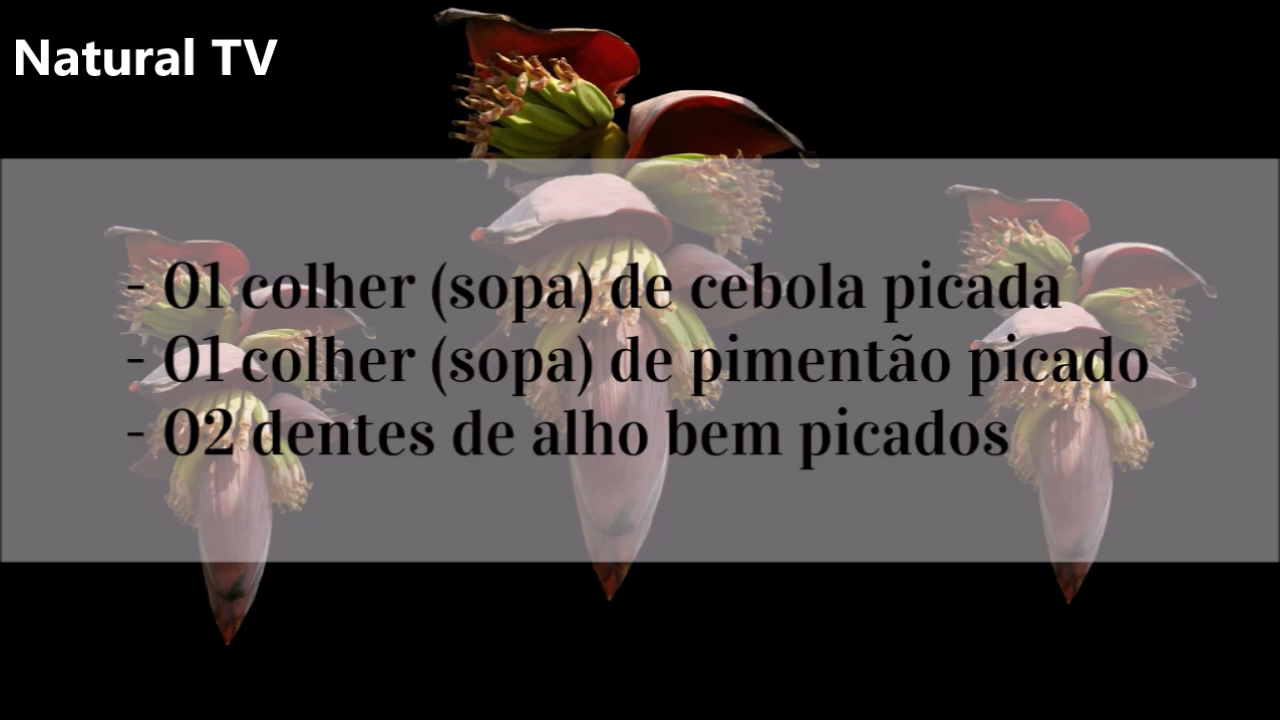 Natural TV
- 01 colher (sopa) de cebola picada
- 01 colher (sopa) de pimentão picado
- 02 dentes de alho bem picados